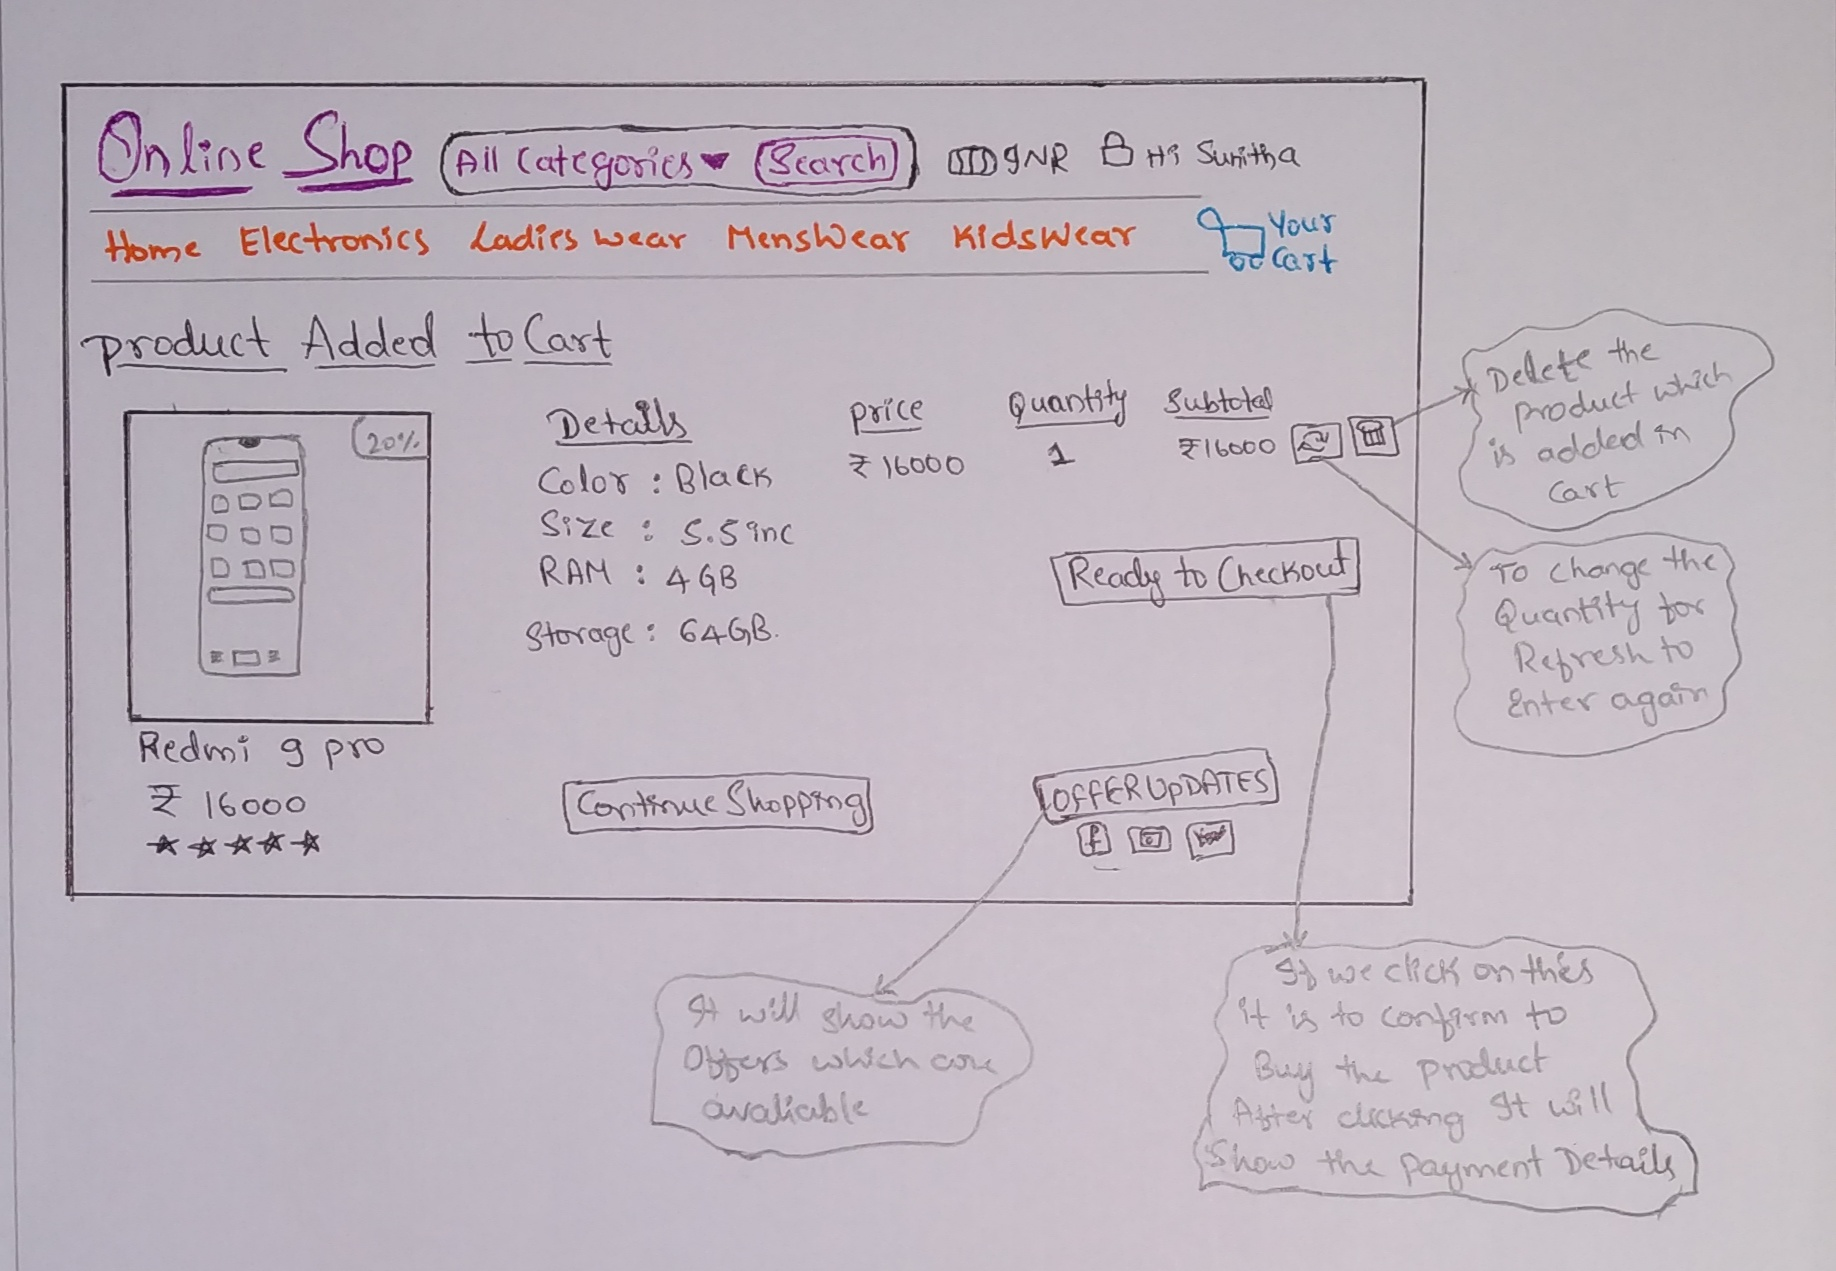 Online Shop All Categories Search INR Hi Sunitha
Home Electronics Ladies wear MensWear KidsWear Your Cart
product Added to Cart
20%
Details price Quantity Subtotal
Color : Black ₹16000 1 ₹16000
Size : 5.5 inc
RAM : 4GB
Storage : 64GB.
Ready to Checkout
Redmi 9 pro
₹ 16000
Continue Shopping
OFFER UPDATES
f
Delete the
product which
is added in
Cart
To change the
Quantity for
Refresh to
Enter again
It will show the
Offers which are
avaliable
If we click on this
it is to confirm to
Buy the product
After clicking It will
Show the payment Details